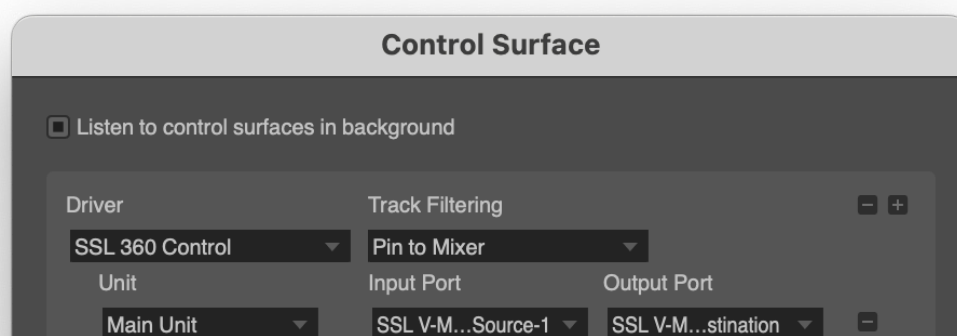 Control Surface
Listen to control surfaces in background
Driver Track Filtering
SSL 360 Control Pin to Mixer
Unit Input Port Output Port
Main Unit SSL V-M...Source-1 SSL V-M...stination